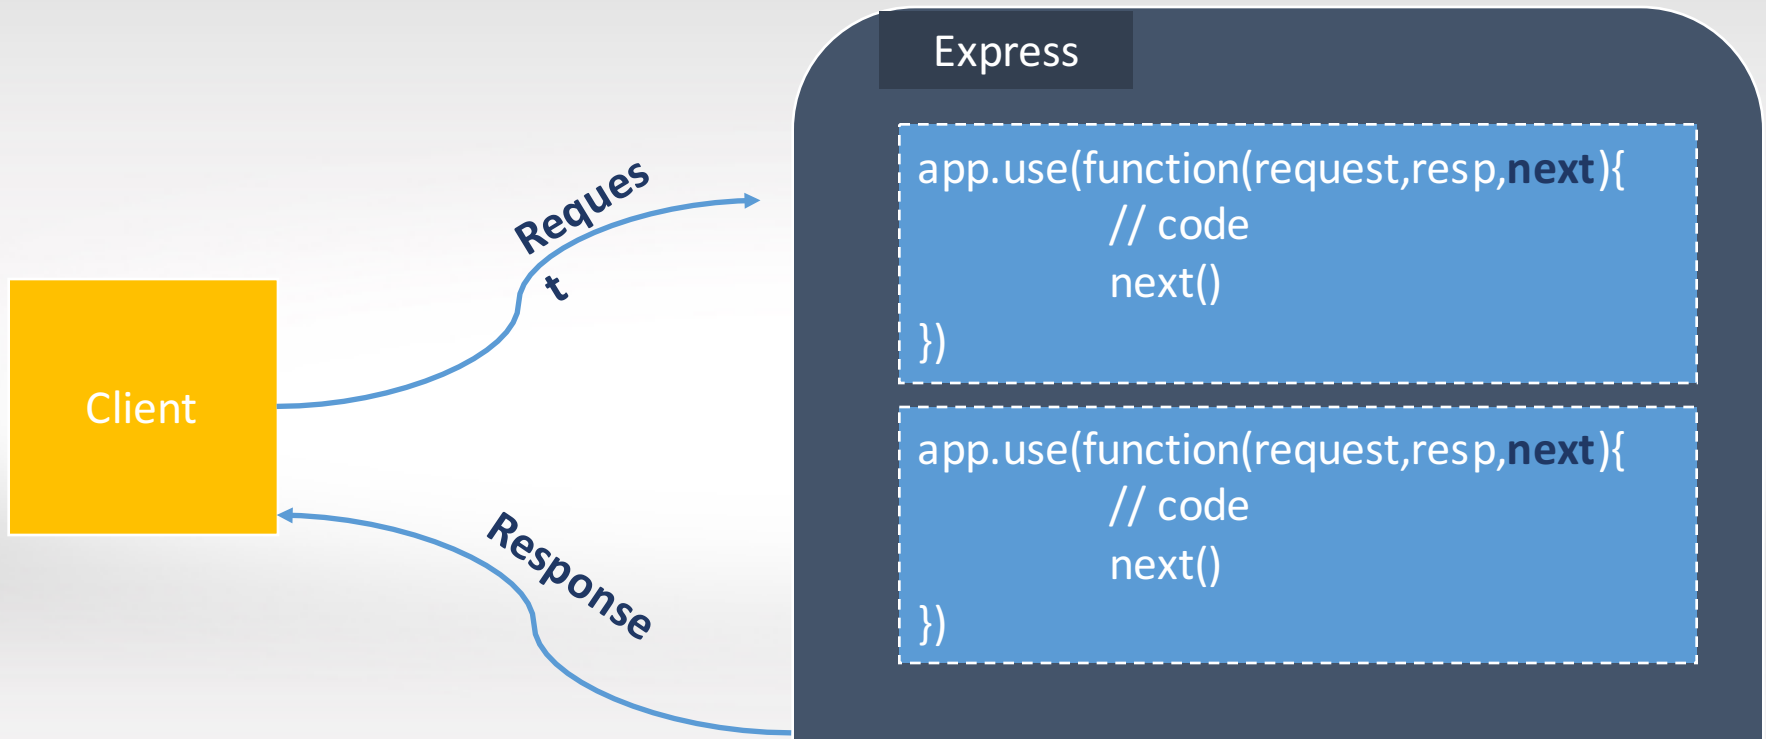 Express
app.use(function(request,resp,next){
// code
next()
})
Reques
t
Client
app.use(function(request,resp,next){
// code
next()
})
Response